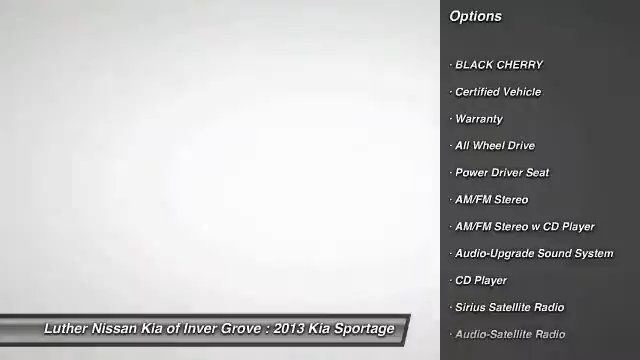 Options
· BLACK CHERRY
· Certified Vehicle
· Warranty
· All Wheel Drive
· Power Driver Seat
· AM/FM Stereo
· AM/FM Stereo w CD Player
· Audio-Upgrade Sound System
· CD Player
· Sirius Satellite Radio
· Audio-Satellite Radio
Luther Nissan Kia of Inver Grove : 2013 Kia Sportage